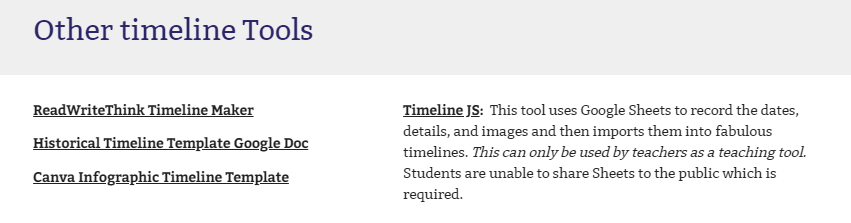 Other timeline Tools
ReadWriteThink Timeline Maker
Historical Timeline Template Google Doc
Canva Infographic Timeline Template
Timeline JS: This tool uses Google Sheets to record the dates,
details, and images and then imports them into fabulous
timelines. This can only be used by teachers as a teaching tool.
Students are unable to share Sheets to the public which is
required.